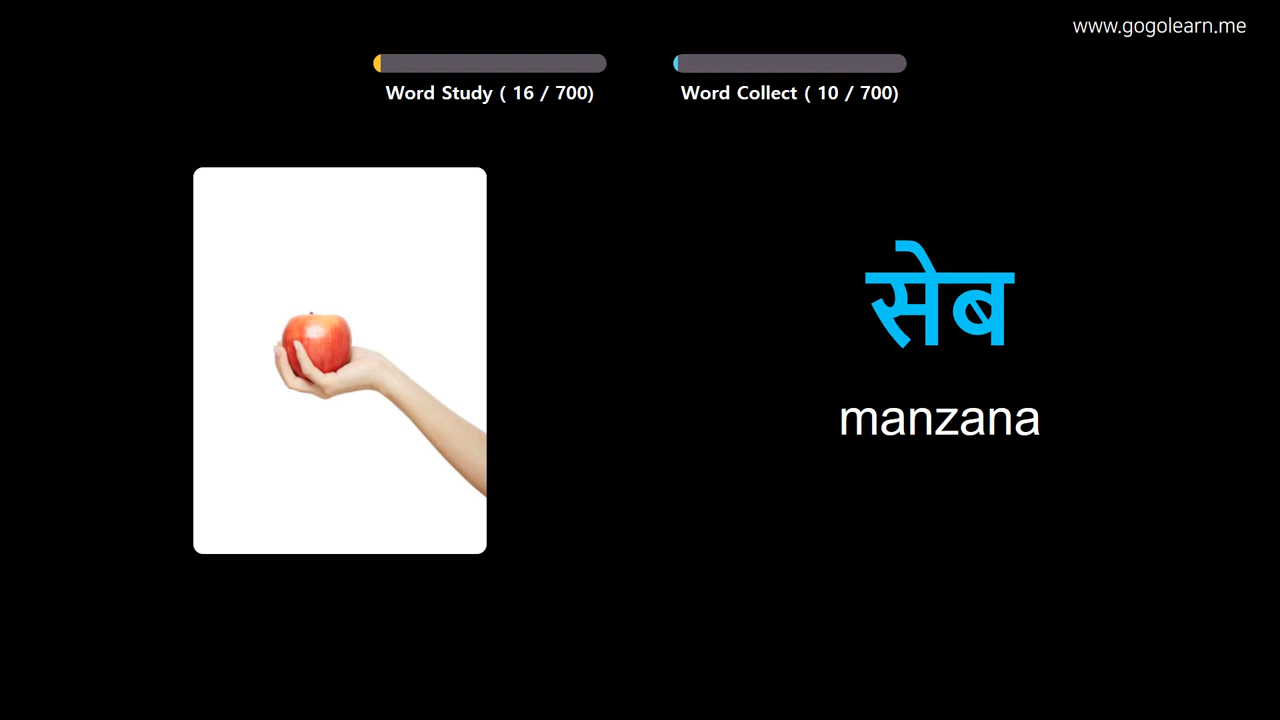 www.gogolearn.me
Word Study ( 16 / 700)
Word Collect ( 10 / 700)
सेब
manzana